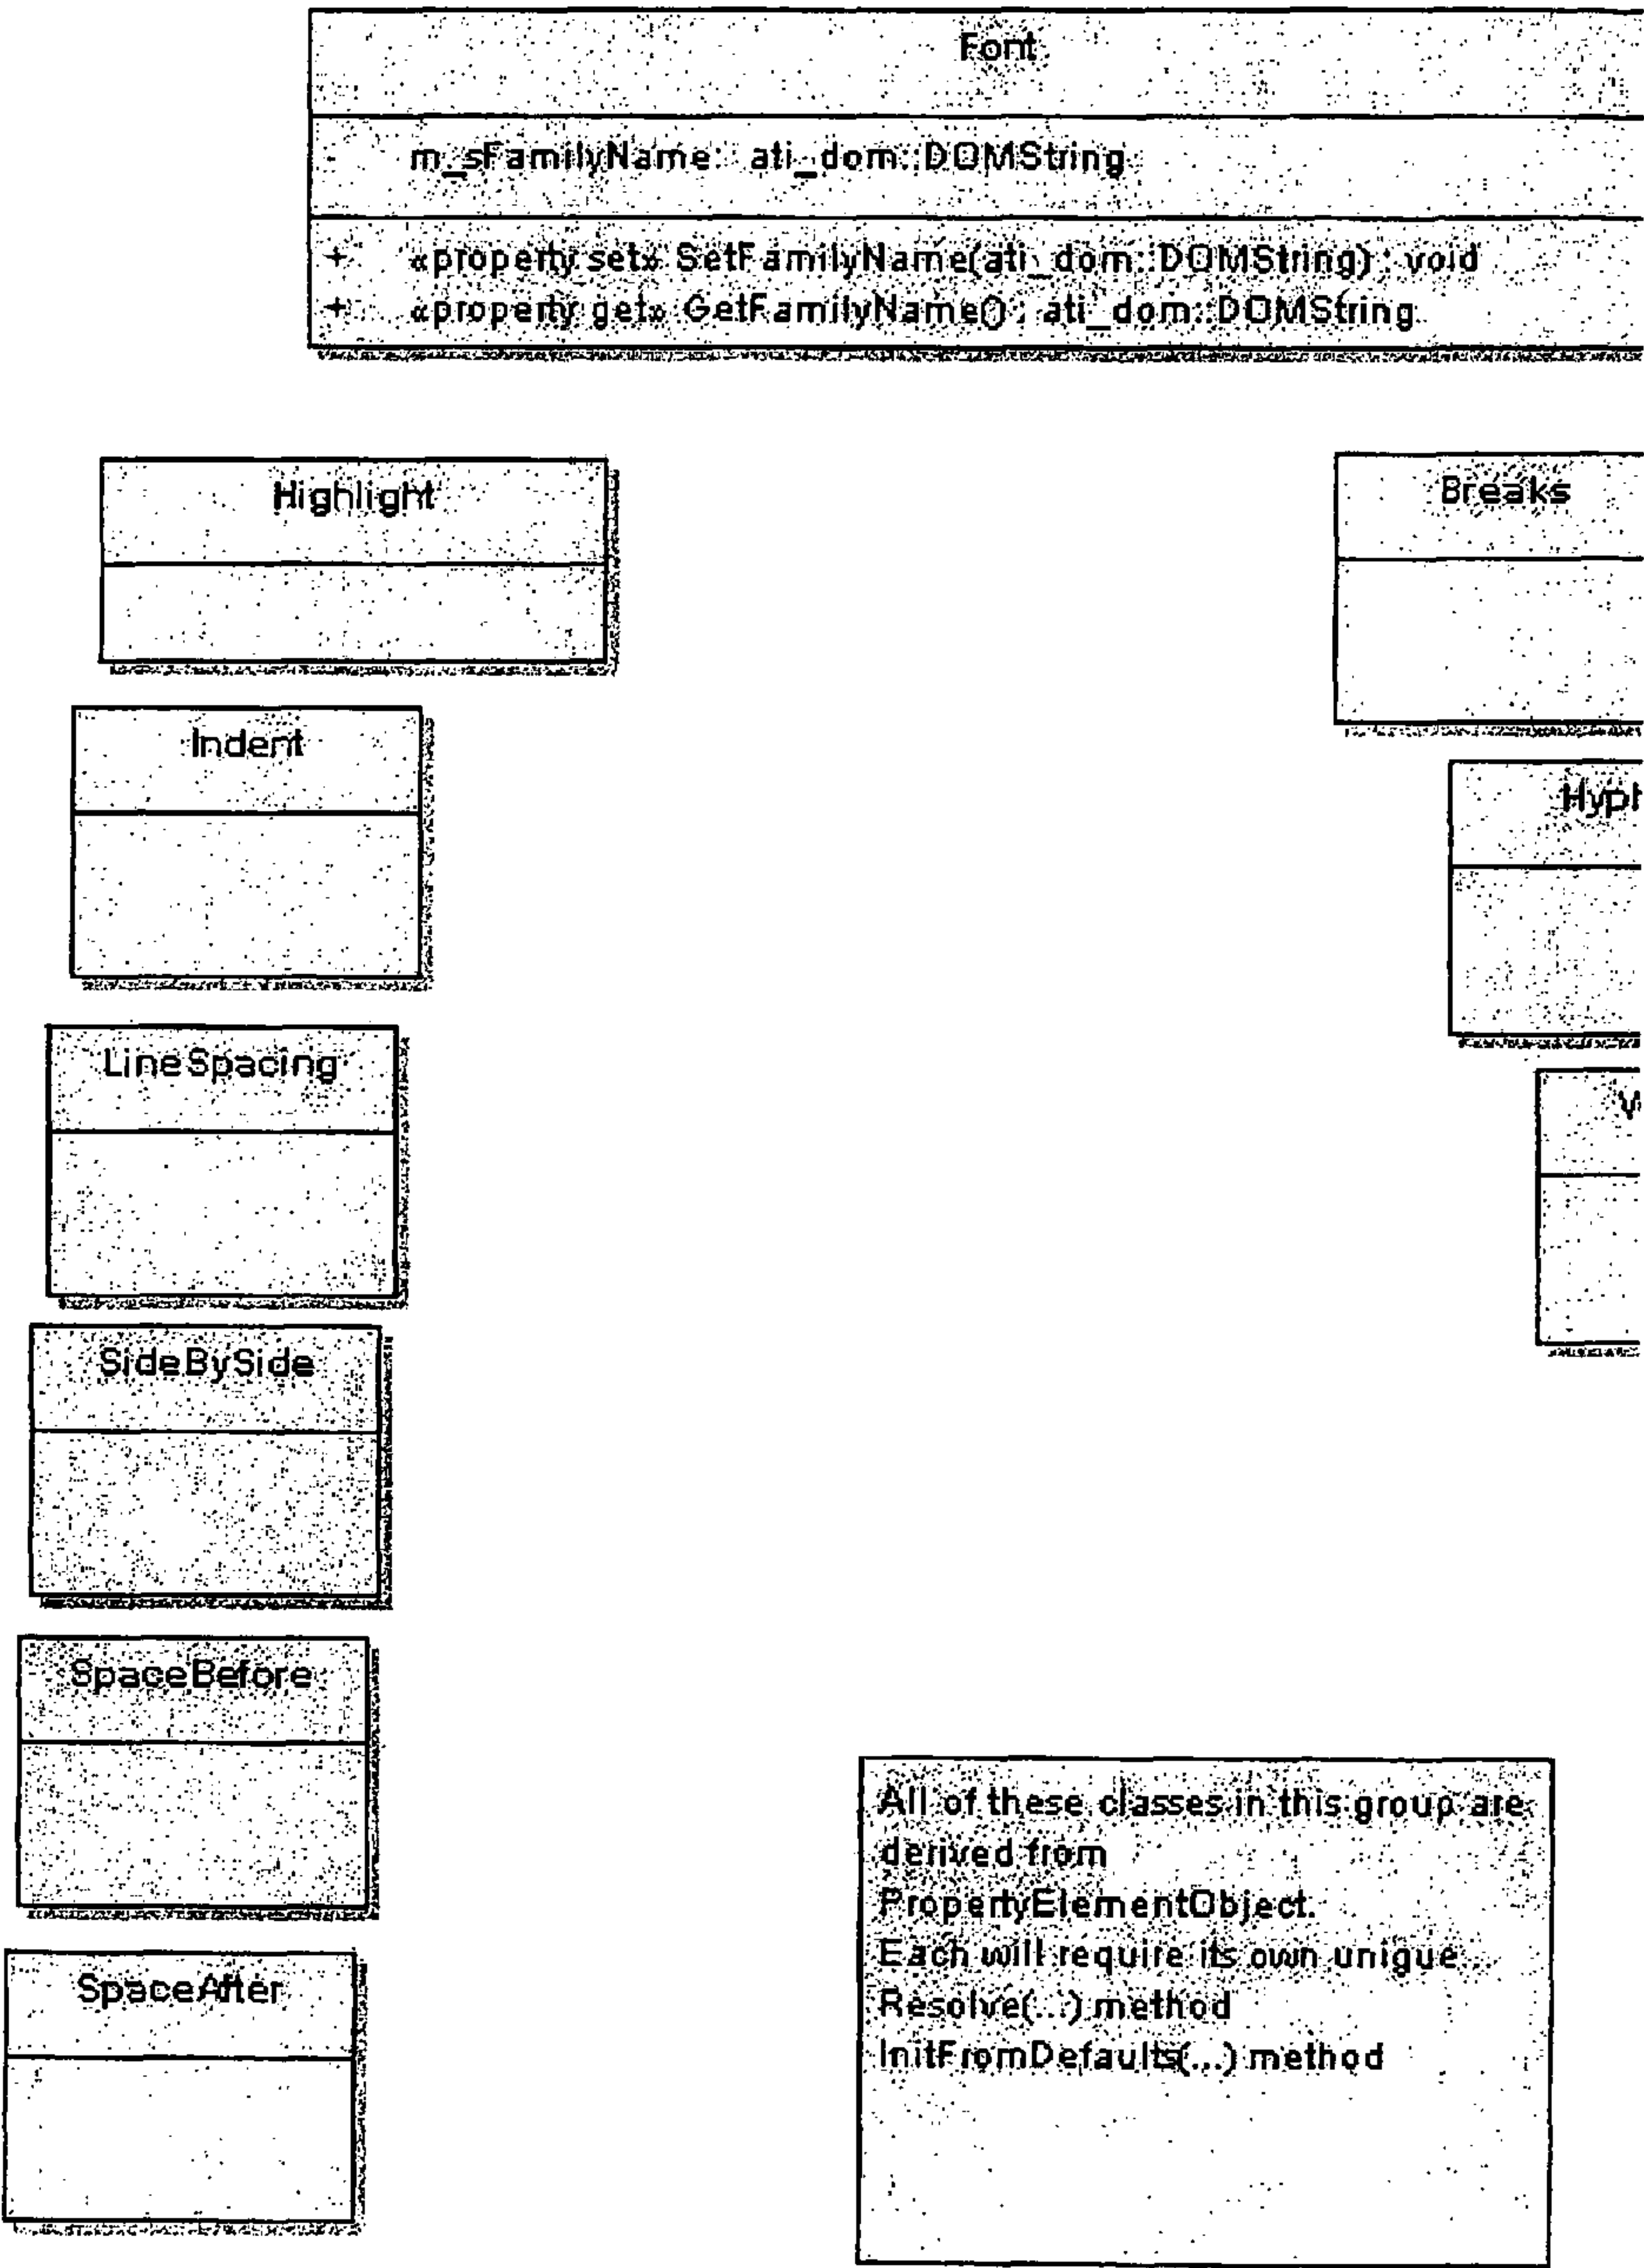 Font
m_sFamilyName: ati_dom::DOMString
+ «property set» SetFamilyName(ati_dom::DOMString) : void
+ «property get» GetFamilyName() : ati_dom::DOMString
Highlight
Breaks
Indent
Hyph
LineSpacing
SideBySide
SpaceBefore
SpaceAfter
All of these classes in this group are
derived from
PropertyElementObject.
Each will require its own unique
Resolve(...) method
InitFromDefaults(...) method